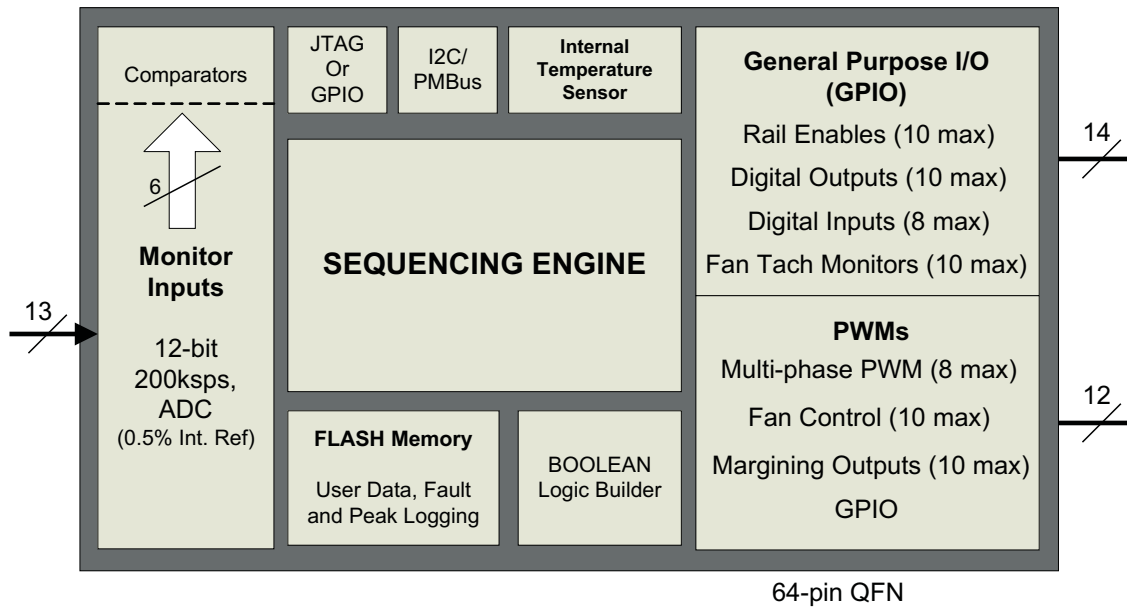 Comparators
6
Monitor
Inputs
12-bit
200ksps,
ADC
(0.5% Int. Ref)
13
JTAG
Or
GPIO
I2C/
PMBus
Internal
Temperature
Sensor
SEQUENCING ENGINE
FLASH Memory
User Data, Fault
and Peak Logging
BOOLEAN
Logic Builder
General Purpose I/O
(GPIO)
Rail Enables (10 max)
Digital Outputs (10 max)
Digital Inputs (8 max)
Fan Tach Monitors (10 max)
14
PWMs
Multi-phase PWM (8 max)
Fan Control (10 max)
Margining Outputs (10 max)
GPIO
12
64-pin QFN